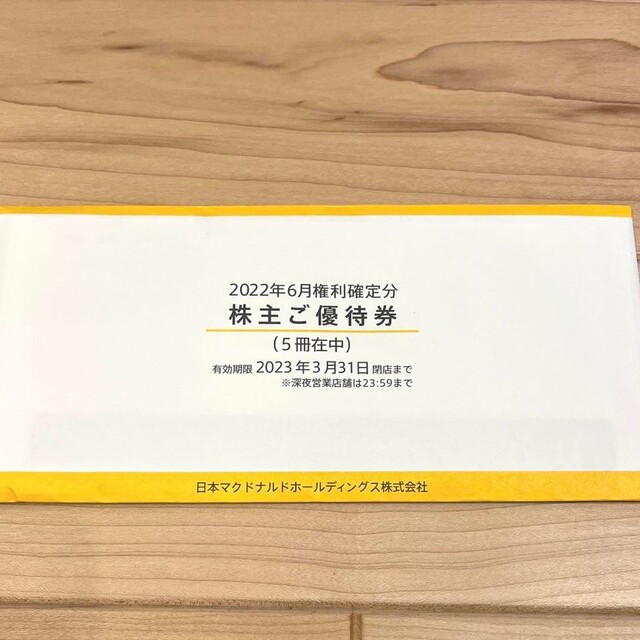 2022年6月権利確定分
株主ご優待券
（5冊在中）
有効期限 2023年3月31日 閉店まで
※深夜営業店舗は23:59まで
日本マクドナルドホールディングス株式会社